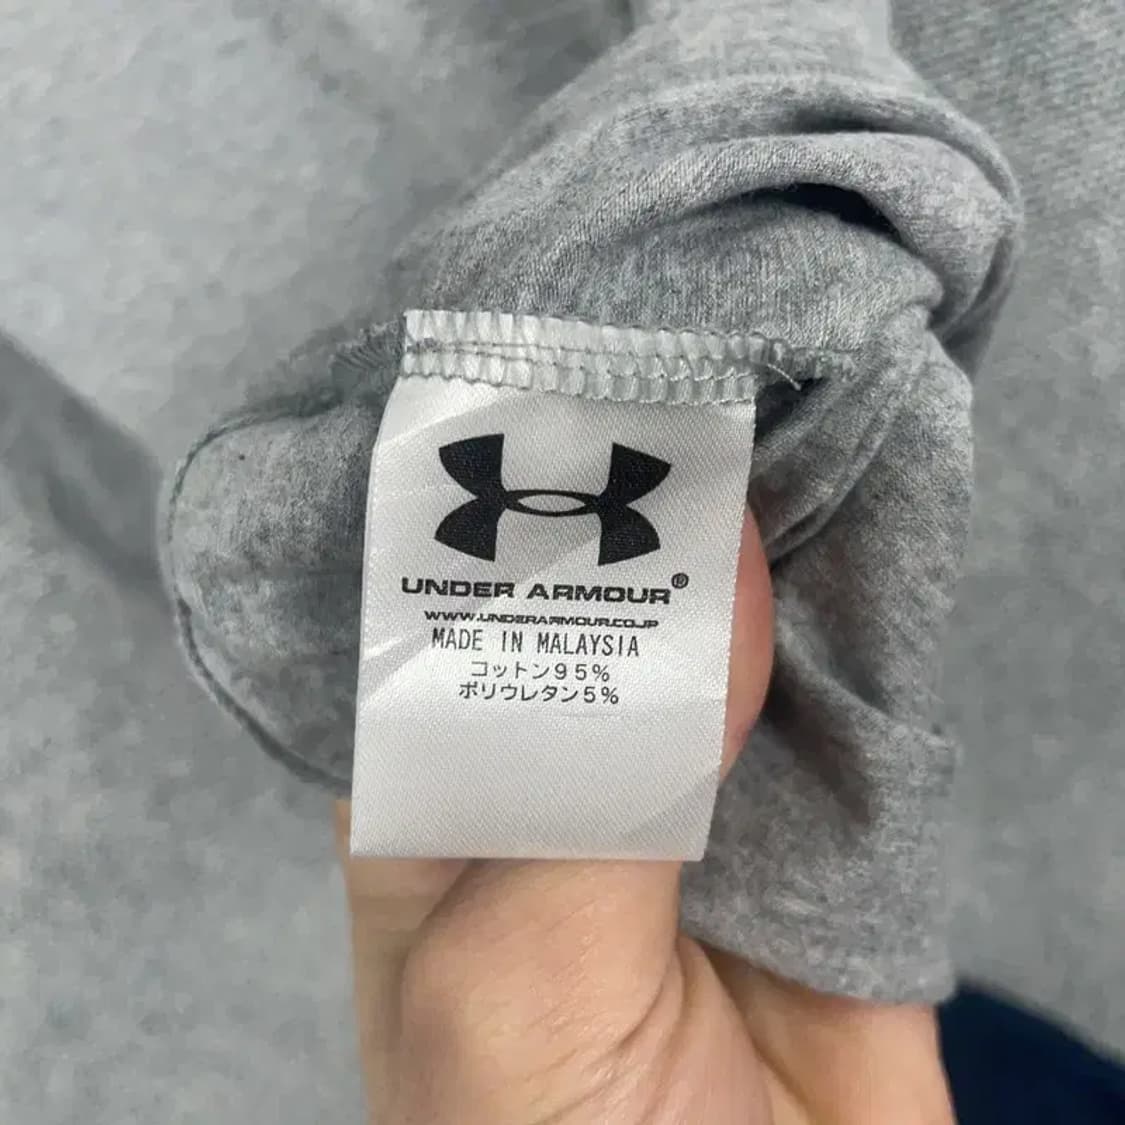 UNDER ARMOUR®
WWW.UNDERARMOUR.CO.JP
MADE IN MALAYSIA
コットン95%
ポリウレタン5%